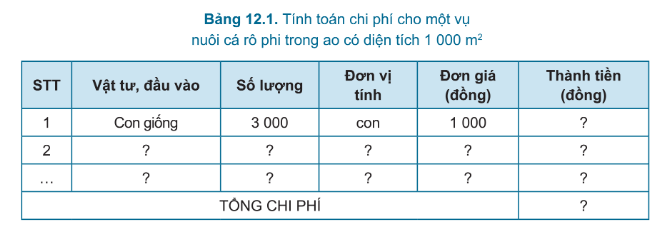 Bảng 12.1. Tính toán chi phí cho một vụ
nuôi cá rô phi trong ao có diện tích 1 000 m²
STT Vật tư, đầu vào Số lượng Đơn vị tính Đơn giá (đồng) Thành tiền (đồng)
1 Con giống 3 000 con 1 000 ?
2 ? ? ? ? ?
... ? ? ? ? ?
TỔNG CHI PHÍ ?